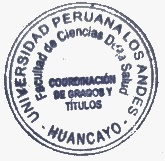 UNIVERSIDAD PERUANA LOS ANDES
Facultad de Ciencias De la Salud
COORDINACIÓN
DE GRADOS Y
TÍTULOS
- HUANCAYO -